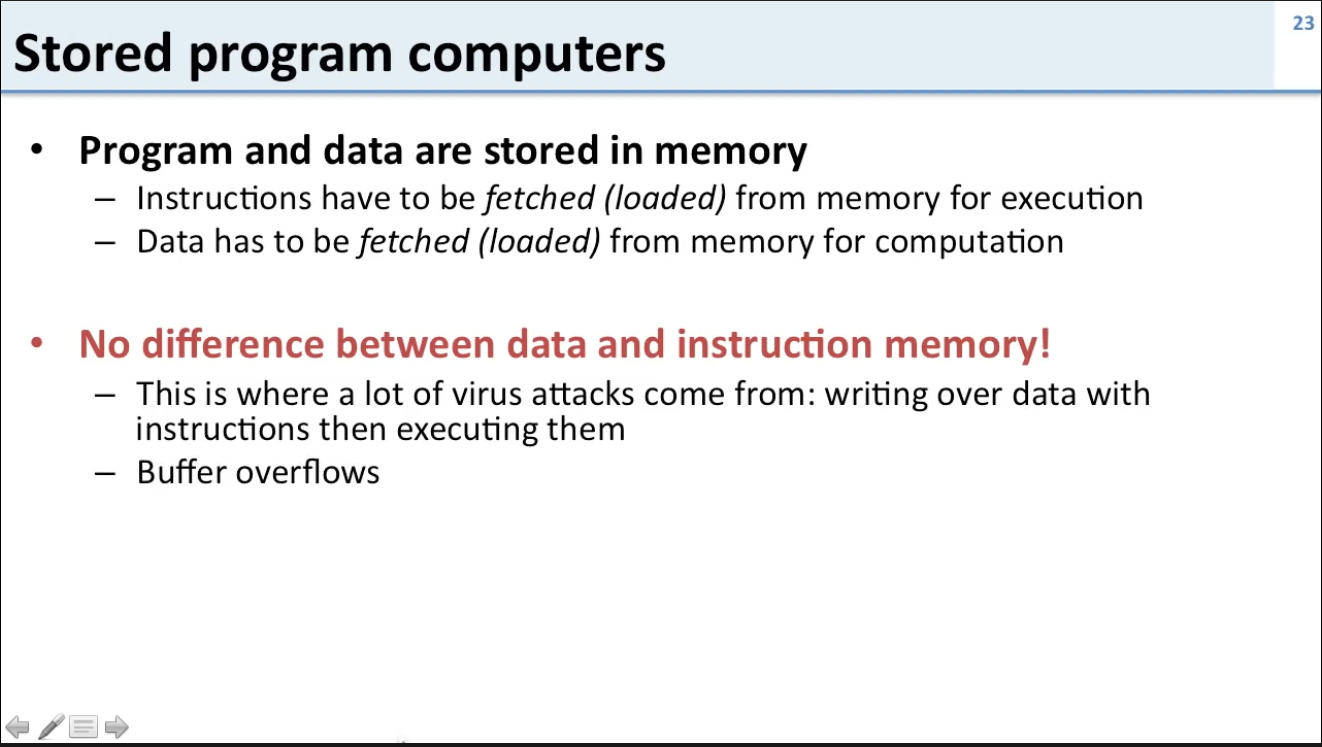 Stored program computers
23
• Program and data are stored in memory
– Instructions have to be fetched (loaded) from memory for execution
– Data has to be fetched (loaded) from memory for computation
• No difference between data and instruction memory!
– This is where a lot of virus attacks come from: writing over data with
instructions then executing them
– Buffer overflows